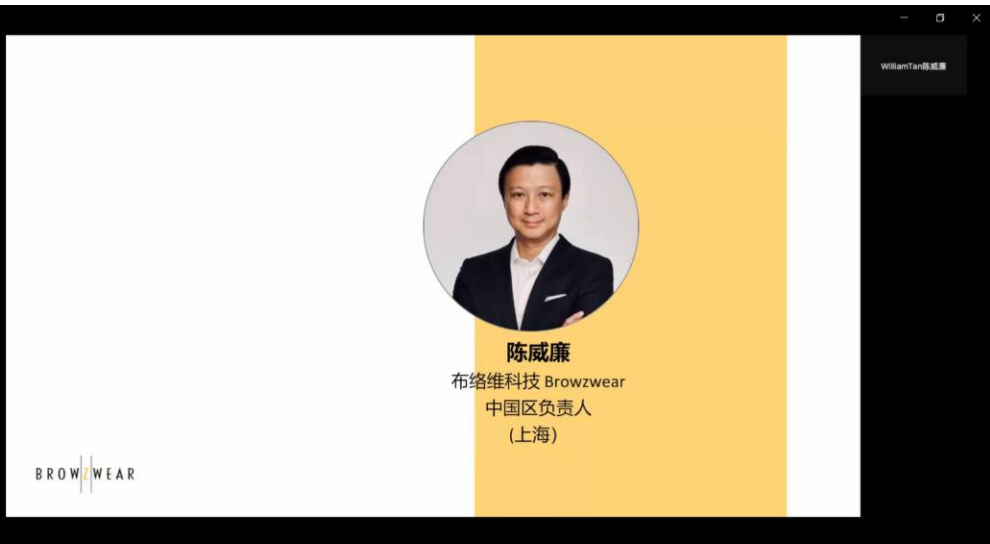 WilliamTan陈威廉
陈威廉
布络维科技 Browzwear
中国区负责人
(上海)
BROWZWEAR